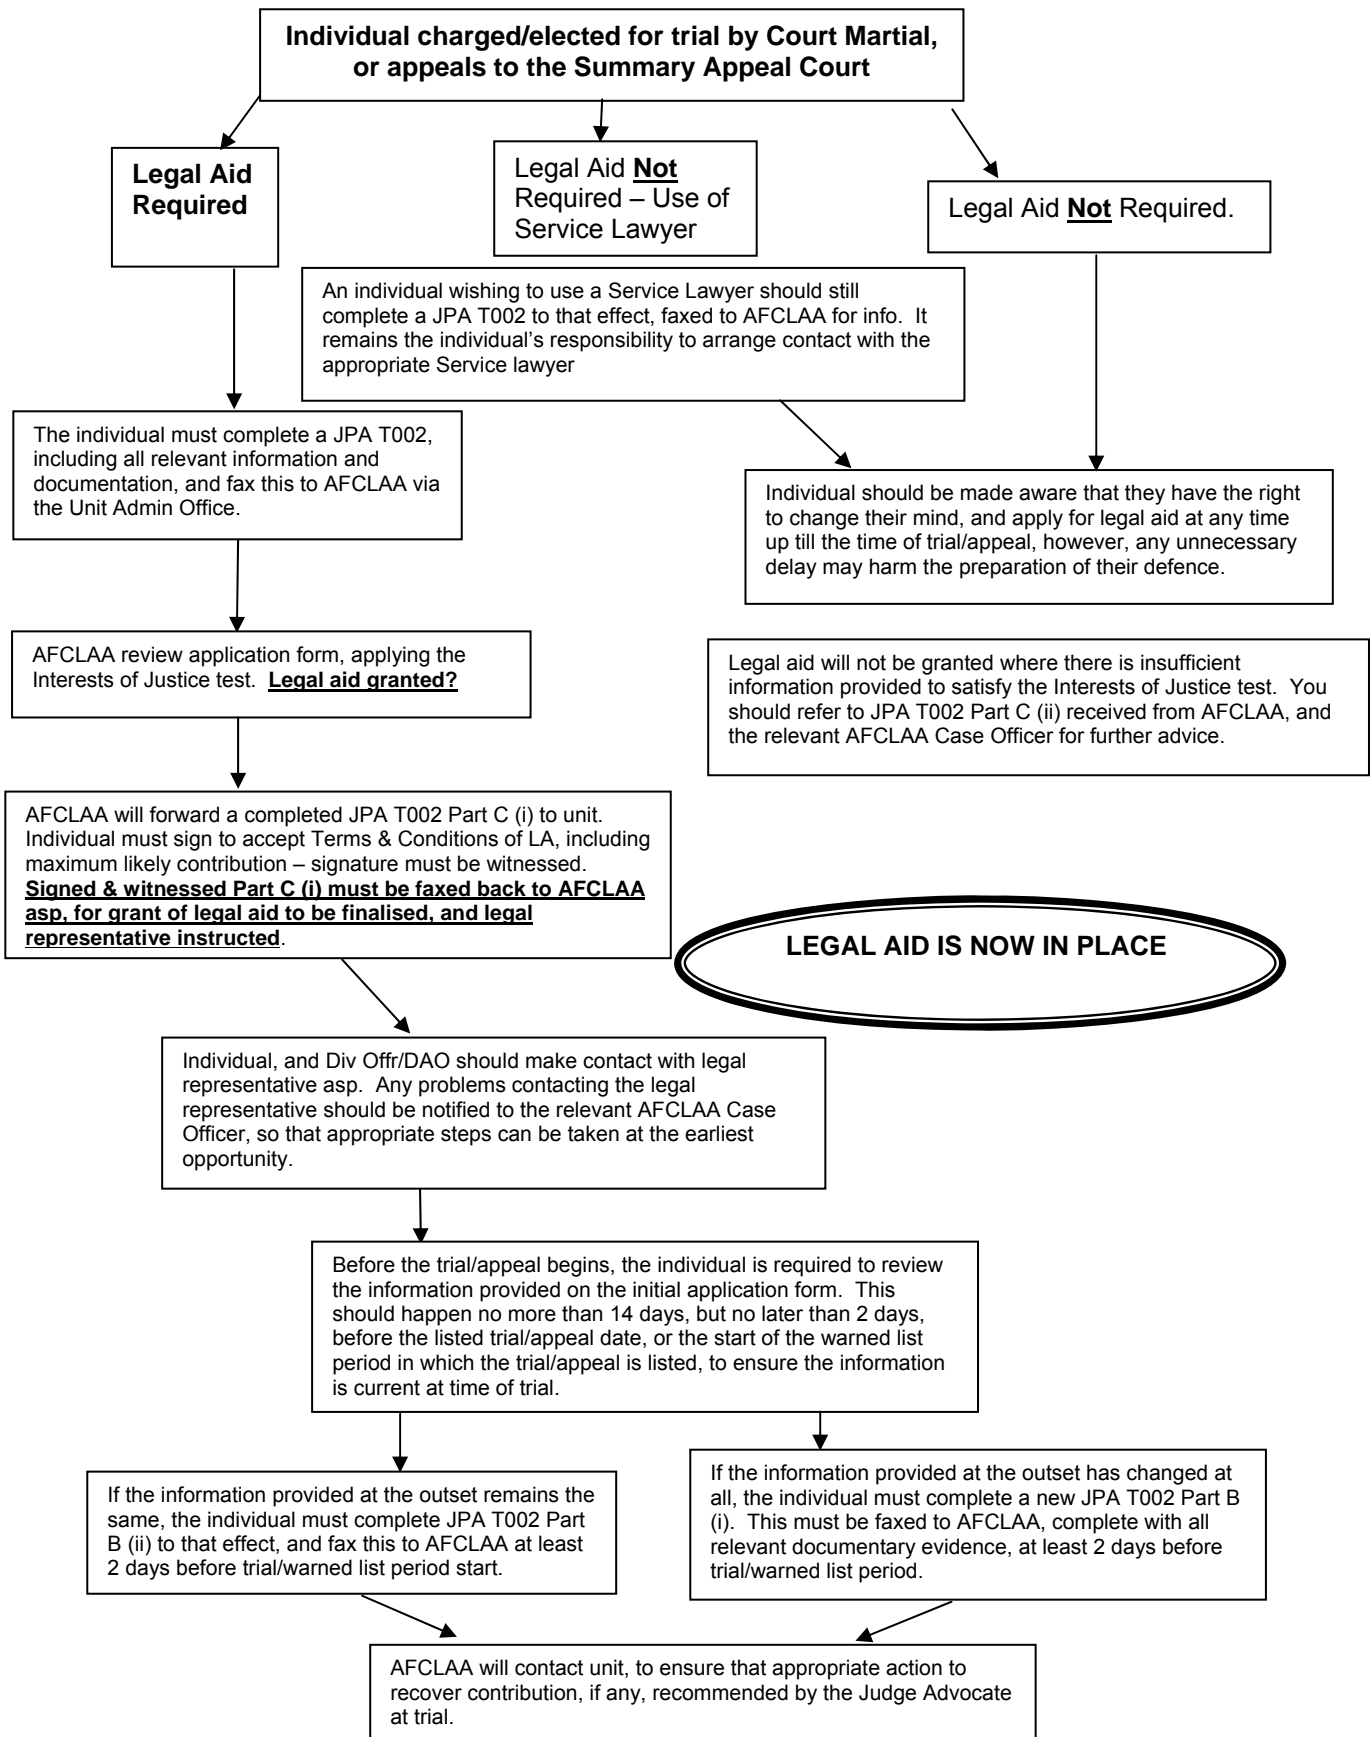 Individual charged/elected for trial by Court Martial,
or appeals to the Summary Appeal Court
Legal Aid
Required
Legal Aid Not
Required – Use of
Service Lawyer
Legal Aid Not Required.
An individual wishing to use a Service Lawyer should still
complete a JPA T002 to that effect, faxed to AFCLAA for info.  It
remains the individual’s responsibility to arrange contact with the
appropriate Service lawyer
The individual must complete a JPA T002,
including all relevant information and
documentation, and fax this to AFCLAA via
the Unit Admin Office.
Individual should be made aware that they have the right
to change their mind, and apply for legal aid at any time
up till the time of trial/appeal, however, any unnecessary
delay may harm the preparation of their defence.
AFCLAA review application form, applying the
Interests of Justice test.  Legal aid granted?
Legal aid will not be granted where there is insufficient
information provided to satisfy the Interests of Justice test.  You
should refer to JPA T002 Part C (ii) received from AFCLAA, and
the relevant AFCLAA Case Officer for further advice.
AFCLAA will forward a completed JPA T002 Part C (i) to unit.
Individual must sign to accept Terms & Conditions of LA, including
maximum likely contribution – signature must be witnessed.
Signed & witnessed Part C (i) must be faxed back to AFCLAA
asp, for grant of legal aid to be finalised, and legal
representative instructed.
LEGAL AID IS NOW IN PLACE
Individual, and Div Offr/DAO should make contact with legal
representative asp.  Any problems contacting the legal
representative should be notified to the relevant AFCLAA Case
Officer, so that appropriate steps can be taken at the earliest
opportunity.
Before the trial/appeal begins, the individual is required to review
the information provided on the initial application form.  This
should happen no more than 14 days, but no later than 2 days,
before the listed trial/appeal date, or the start of the warned list
period in which the trial/appeal is listed, to ensure the information
is current at time of trial.
If the information provided at the outset remains the
same, the individual must complete JPA T002 Part
B (ii) to that effect, and fax this to AFCLAA at least
2 days before trial/warned list period start.
If the information provided at the outset has changed at
all, the individual must complete a new JPA T002 Part B
(i).  This must be faxed to AFCLAA, complete with all
relevant documentary evidence, at least 2 days before
trial/warned list period.
AFCLAA will contact unit, to ensure that appropriate action to
recover contribution, if any, recommended by the Judge Advocate
at trial.